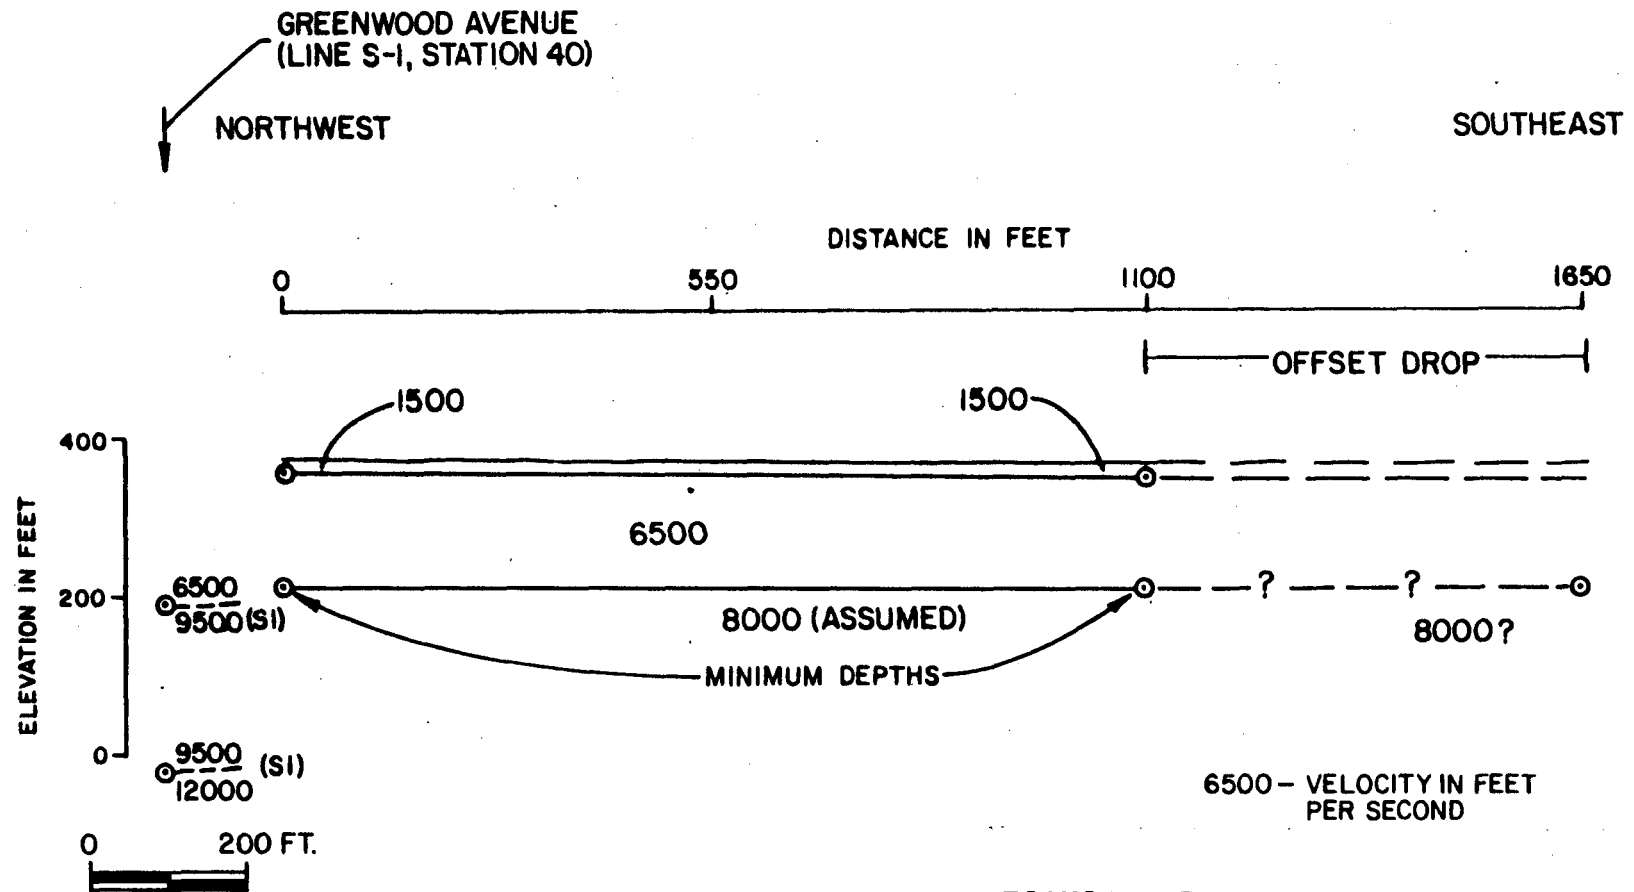 GREENWOOD AVENUE
(LINE S-1, STATION 40)
NORTHWEST
SOUTHEAST
DISTANCE IN FEET
0 550 1100 1650
OFFSET DROP
1500 1500
400
6500
ELEVATION IN FEET
200
6500
9500 (S1)
? ?
8000 (ASSUMED)
8000?
MINIMUM DEPTHS
0
9500 (S1)
12000
6500 - VELOCITY IN FEET
PER SECOND
0 200 FT.